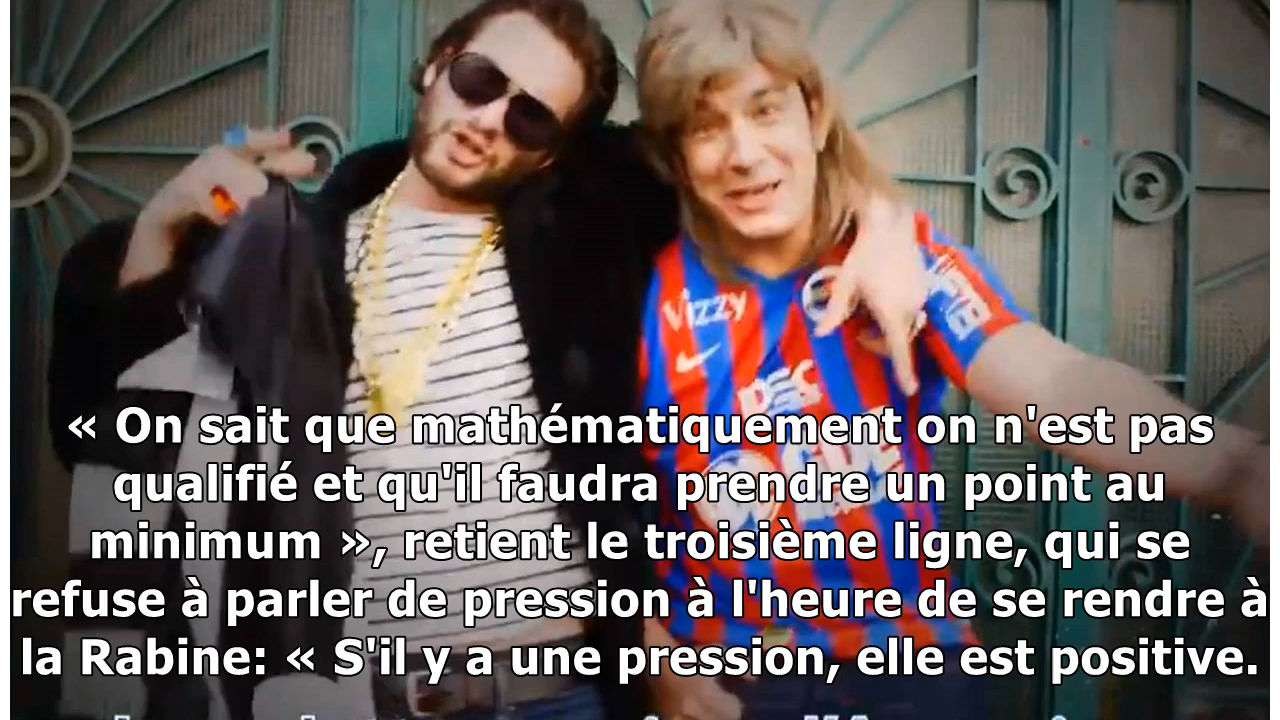 Vizzy
« On sait que mathématiquement on n'est pas
qualifié et qu'il faudra prendre un point au
minimum », retient le troisième ligne, qui se
refuse à parler de pression à l'heure de se rendre à
la Rabine: « S'il y a une pression, elle est positive.